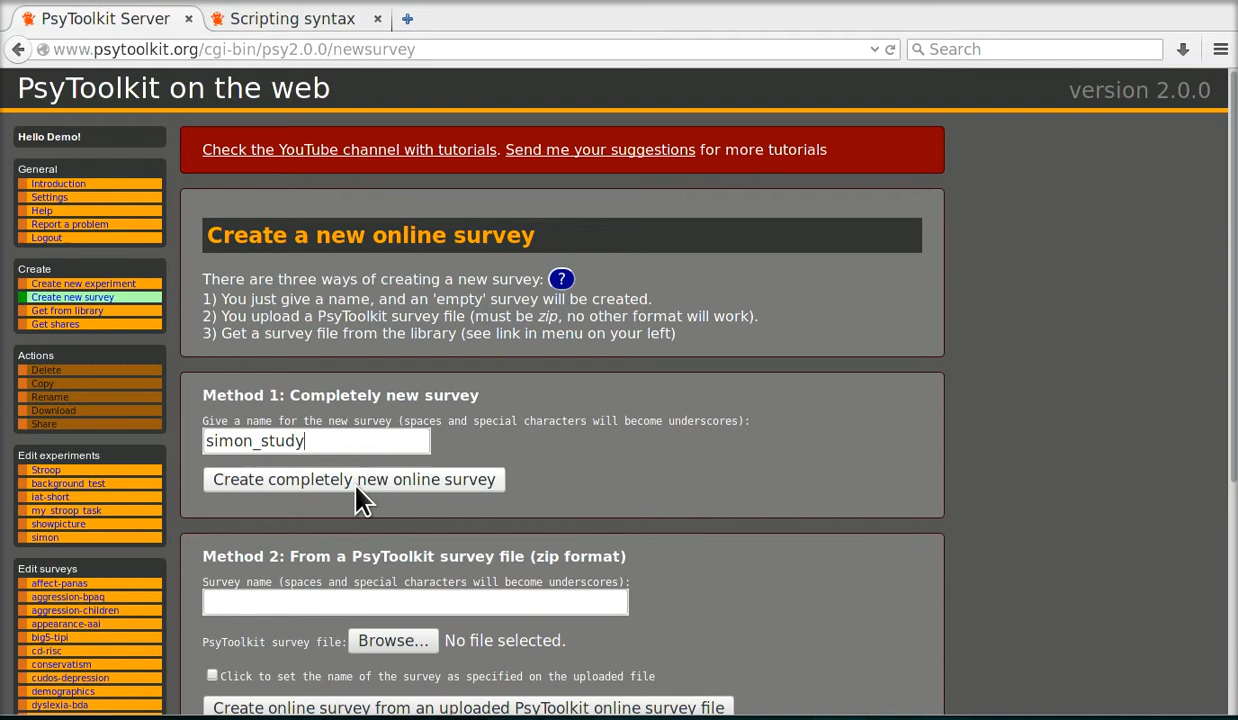 PsyToolkit Server × Scripting syntax ×
www.psytoolkit.org/cgi-bin/psy2.0.0/newsurvey Search
PsyToolkit on the web version 2.0.0
Hello Demo!
General
Introduction
Settings
Help
Report a problem
Logout
Create
Create new experiment
Create new survey
Get from library
Get shares
Actions
Delete
Copy
Rename
Download
Share
Edit experiments
Stroop
background test
iat-short
my stroop task
showpicture
simon
Edit surveys
affect-panas
aggression-bpaq
aggression-children
appearance-aai
big5-tipi
cd-risc
conservatism
cudos-depression
demographics
dyslexia-bda
Check the YouTube channel with tutorials. Send me your suggestions for more tutorials
Create a new online survey
There are three ways of creating a new survey: ?
1) You just give a name, and an 'empty' survey will be created.
2) You upload a PsyToolkit survey file (must be zip, no other format will work).
3) Get a survey file from the library (see link in menu on your left)
Method 1: Completely new survey
Give a name for the new survey (spaces and special characters will become underscores):
simon_study
Create completely new online survey
Method 2: From a PsyToolkit survey file (zip format)
Survey name (spaces and special characters will become underscores):
PsyToolkit survey file: Browse... No file selected.
Click to set the name of the survey as specified on the uploaded file
Create online survey from an uploaded PsyToolkit online survey file